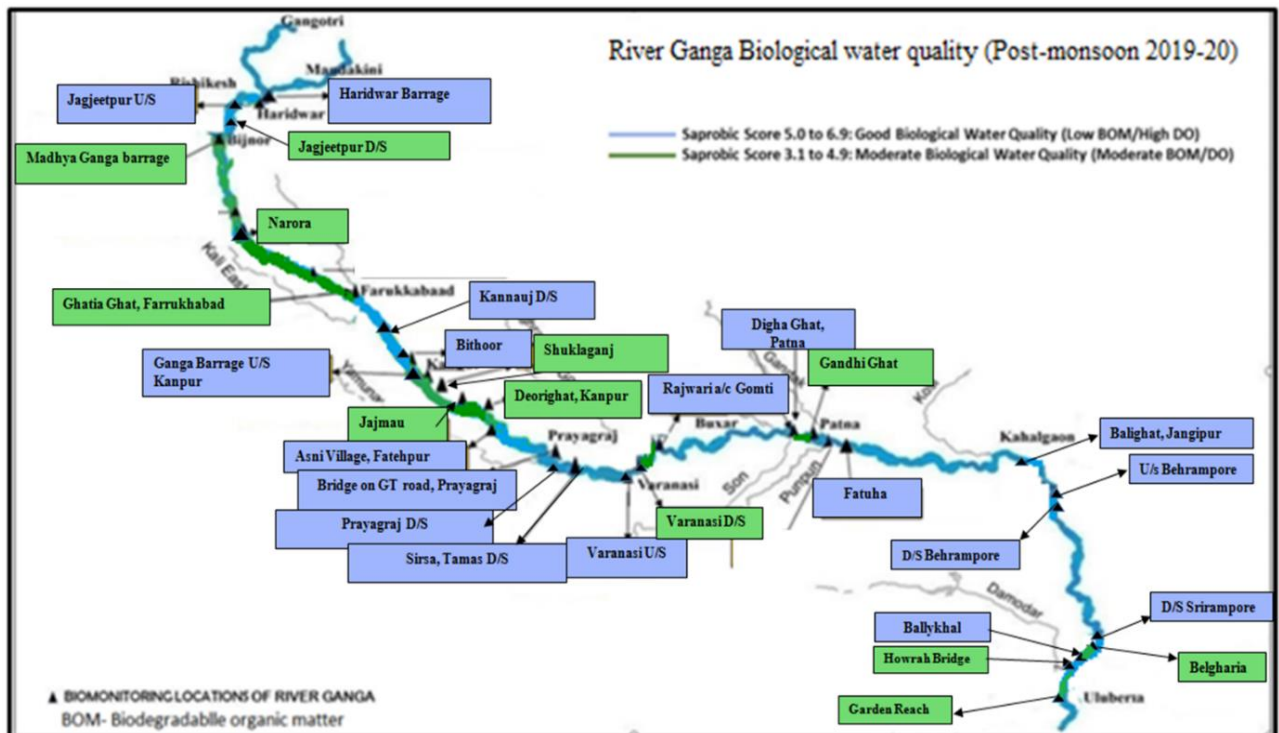 Gangotri
River Ganga Biological water quality (Post-monsoon 2019-20)
Mandakini
Rishikesh
Jagjeetpur U/S
Haridwar Barrage
Haridwar
Saprobic Score 5.0 to 6.9: Good Biological Water Quality (Low BOM/High DO)
Saprobic Score 3.1 to 4.9: Moderate Biological Water Quality (Moderate BOM/DO)
Bijnor
Jagjeetpur D/S
Madhya Ganga barrage
Narora
Kali East
Ghatia Ghat, Farrukhabad
Farukkabaad
Kannauj D/S
Bithoor
Shuklaganj
Ganga Barrage U/S
Kanpur
Yamuna
Digha Ghat,
Patna
Gandak
Gandhi Ghat
Rajwari a/c Gomti
Deorighat, Kanpur
Jajmau
Buxar
Patna
Kosi
Kahalgaon
Balighat, Jangipur
Asni Village, Fatehpur
Prayagraj
U/s Behrampore
Bridge on GT road, Prayagraj
Varanasi
Son
Punpun
Fatuha
Prayagraj D/S
Varanasi D/S
Sirsa, Tamas D/S
Varanasi U/S
D/S Behrampore
Damodar
D/S Srirampore
Ballykhal
Howrah Bridge
Belgharia
Uluberia
Garden Reach
BIOMONITORING LOCATIONS OF RIVER GANGA
BOM- Biodegradablle organic matter